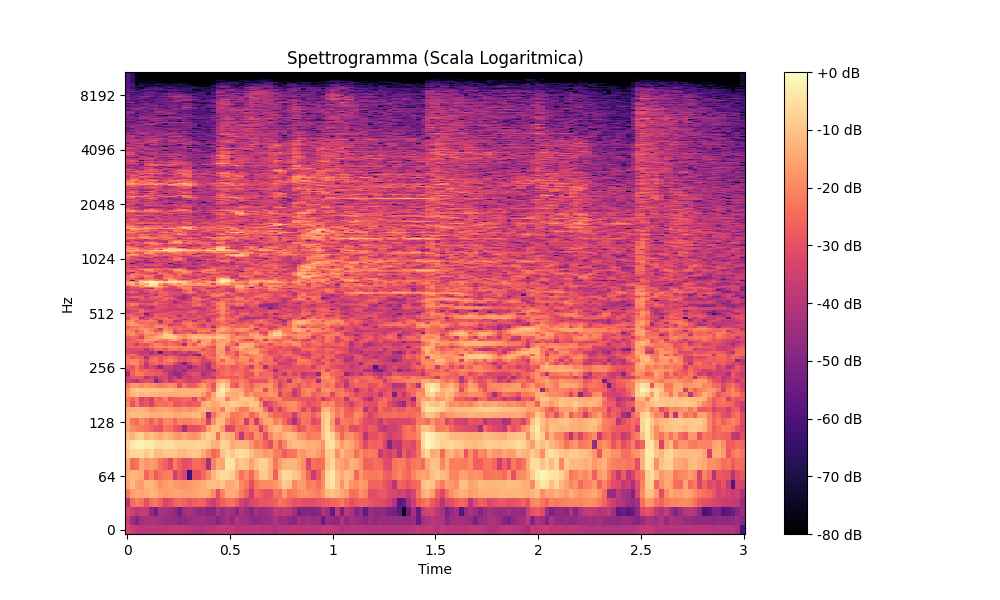 Spettrogramma (Scala Logaritmica)
Hz
8192
4096
2048
1024
512
256
128
64
0
0
0.5
1
1.5
2
2.5
3
Time
+0 dB
-10 dB
-20 dB
-30 dB
-40 dB
-50 dB
-60 dB
-70 dB
-80 dB